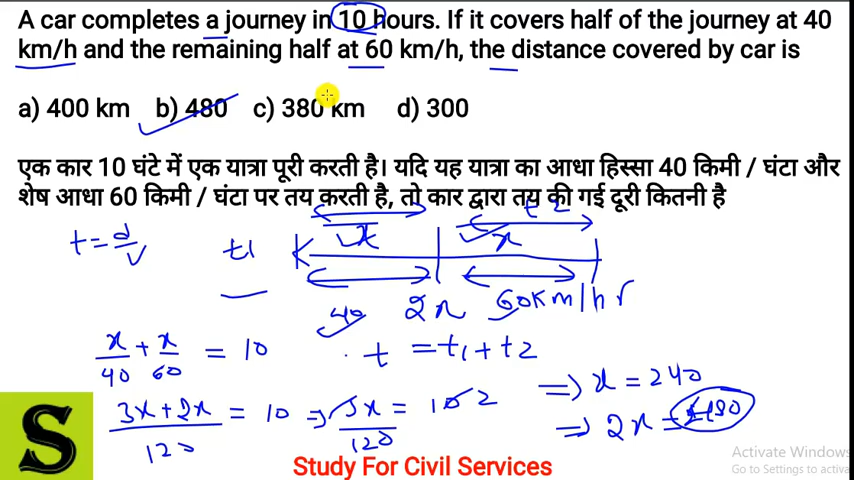 A car completes a journey in 10 hours. If it covers half of the journey at 40
km/h and the remaining half at 60 km/h, the distance covered by car is
a) 400 km b) 480 c) 380 km d) 300
एक कार 10 घंटे में एक यात्रा पूरी करती है। यदि यह यात्रा का आधा हिस्सा 40 किमी / घंटा और
शेष आधा 60 किमी / घंटा पर तय करती है, तो कार द्वारा तय की गई दूरी कितनी है
t2
t = d/v t1 x x
40 2x 60Km/hr
x/40 + x/60 = 10 t = t1 + t2
⇒ x = 240
3x+2x/120 = 10 ⇒ 5x/120 = 10 2
⇒ 2x = 480
S
Study For Civil Services
Activate Windows
Go to Settings to activa